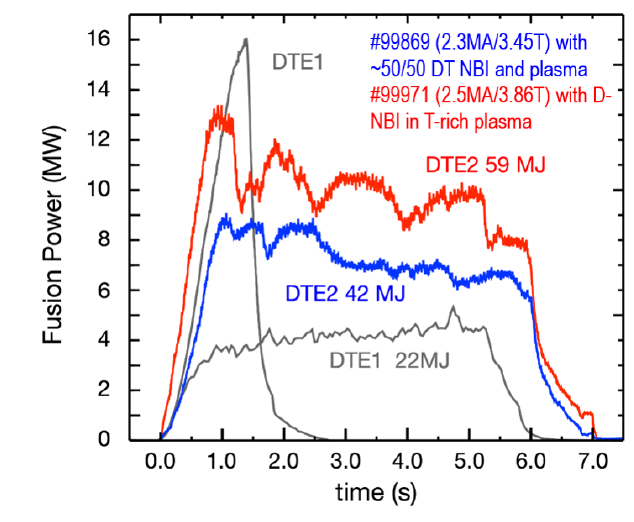 16
14
12
10
8
6
4
2
0
Fusion Power (MW)
DTE1
#99869 (2.3MA/3.45T) with
~50/50 DT NBI and plasma
#99971 (2.5MA/3.86T) with D-
NBI in T-rich plasma
DTE2 59 MJ
DTE2 42 MJ
DTE1 22MJ
0.0 1.0 2.0 3.0 4.0 5.0 6.0 7.0
time (s)